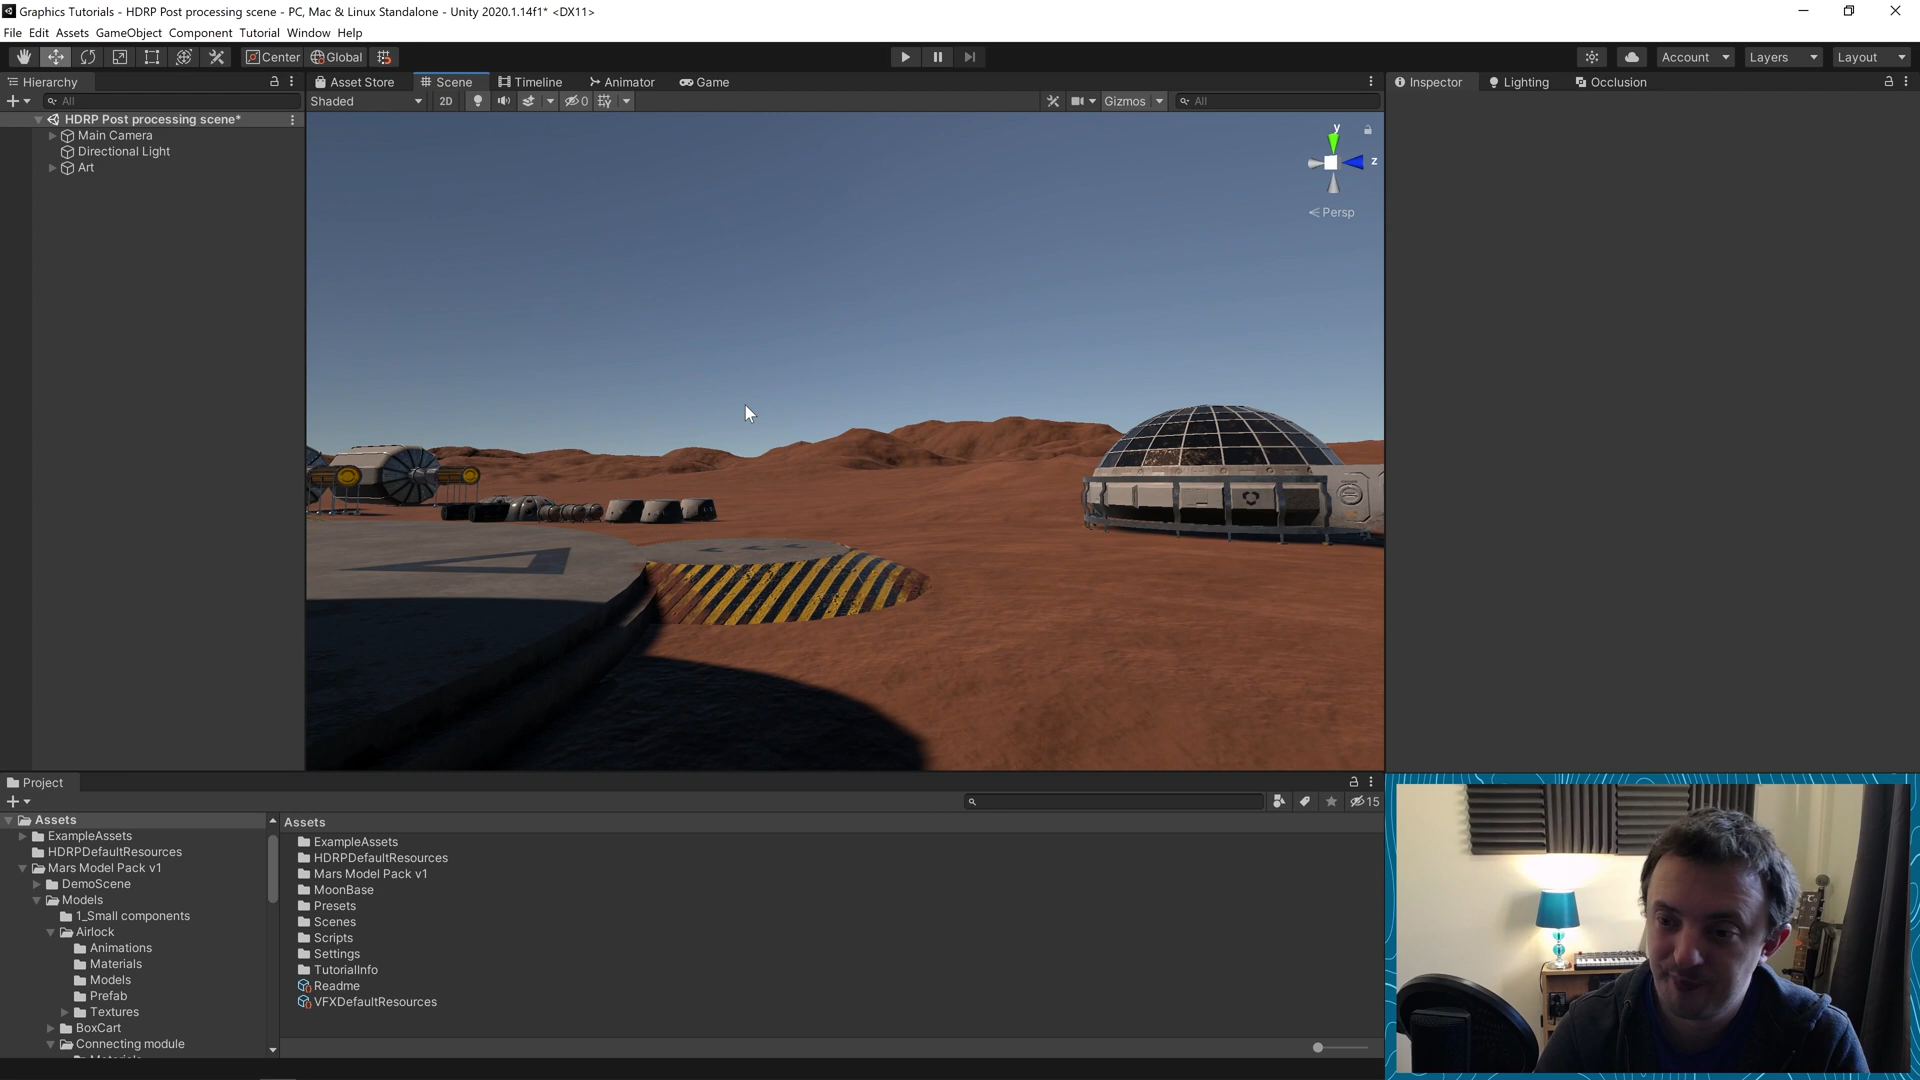 Graphics Tutorials - HDRP Post processing scene - PC, Mac & Linux Standalone - Unity 2020.1.14f1* <DX11>
File Edit Assets GameObject Component Tutorial Window Help
Center Global Account Layers Layout
Hierarchy Asset Store Scene Timeline Animator Game Inspector Lighting Occlusion
All Shaded 2D 0 Gizmos All
HDRP Post processing scene*
Main Camera
Directional Light
Art
y
z
Persp
Project
15
Assets
ExampleAssets
HDRPDefaultResources
Mars Model Pack v1
DemoScene
Models
1_Small components
Airlock
Animations
Materials
Models
Prefab
Textures
BoxCart
Connecting module
Assets
ExampleAssets
HDRPDefaultResources
Mars Model Pack v1
MoonBase
Presets
Scenes
Scripts
Settings
TutorialInfo
Readme
VFXDefaultResources